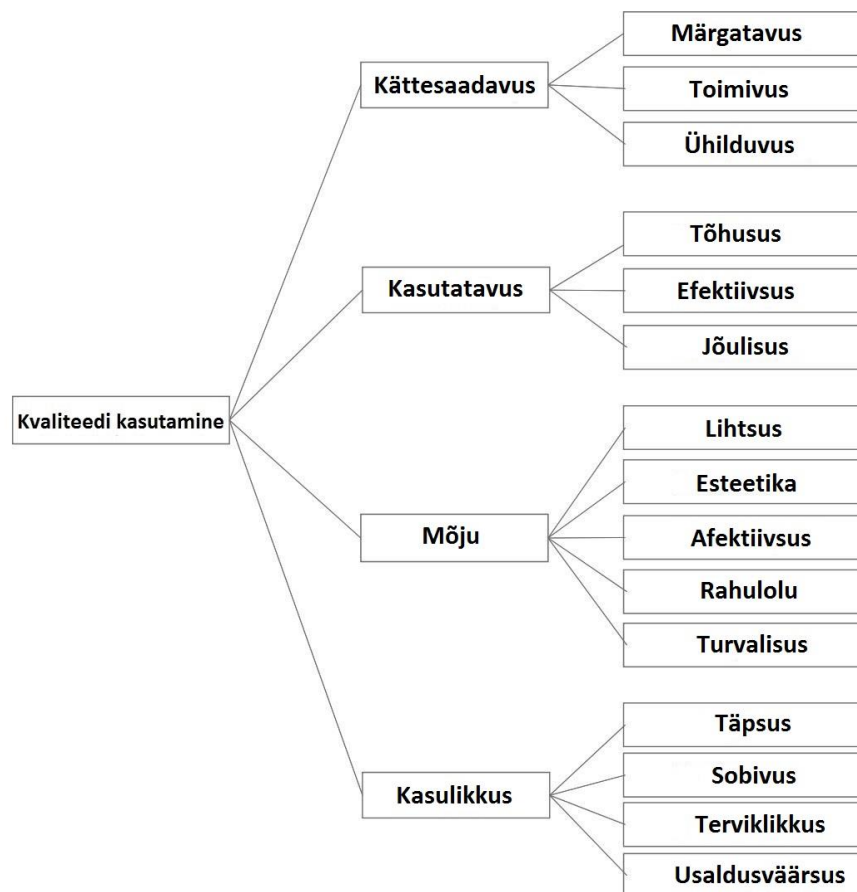 Kvaliteedi kasutamine
Kättesaadavus
Märgatavus
Toimivus
Ühilduvus
Kasutatavus
Tõhusus
Efektiivsus
Jõulisus
Mõju
Lihtsus
Esteetika
Afektiivsus
Rahulolu
Turvalisus
Kasulikkus
Täpsus
Sobivus
Terviklikkus
Usaldusväärsus